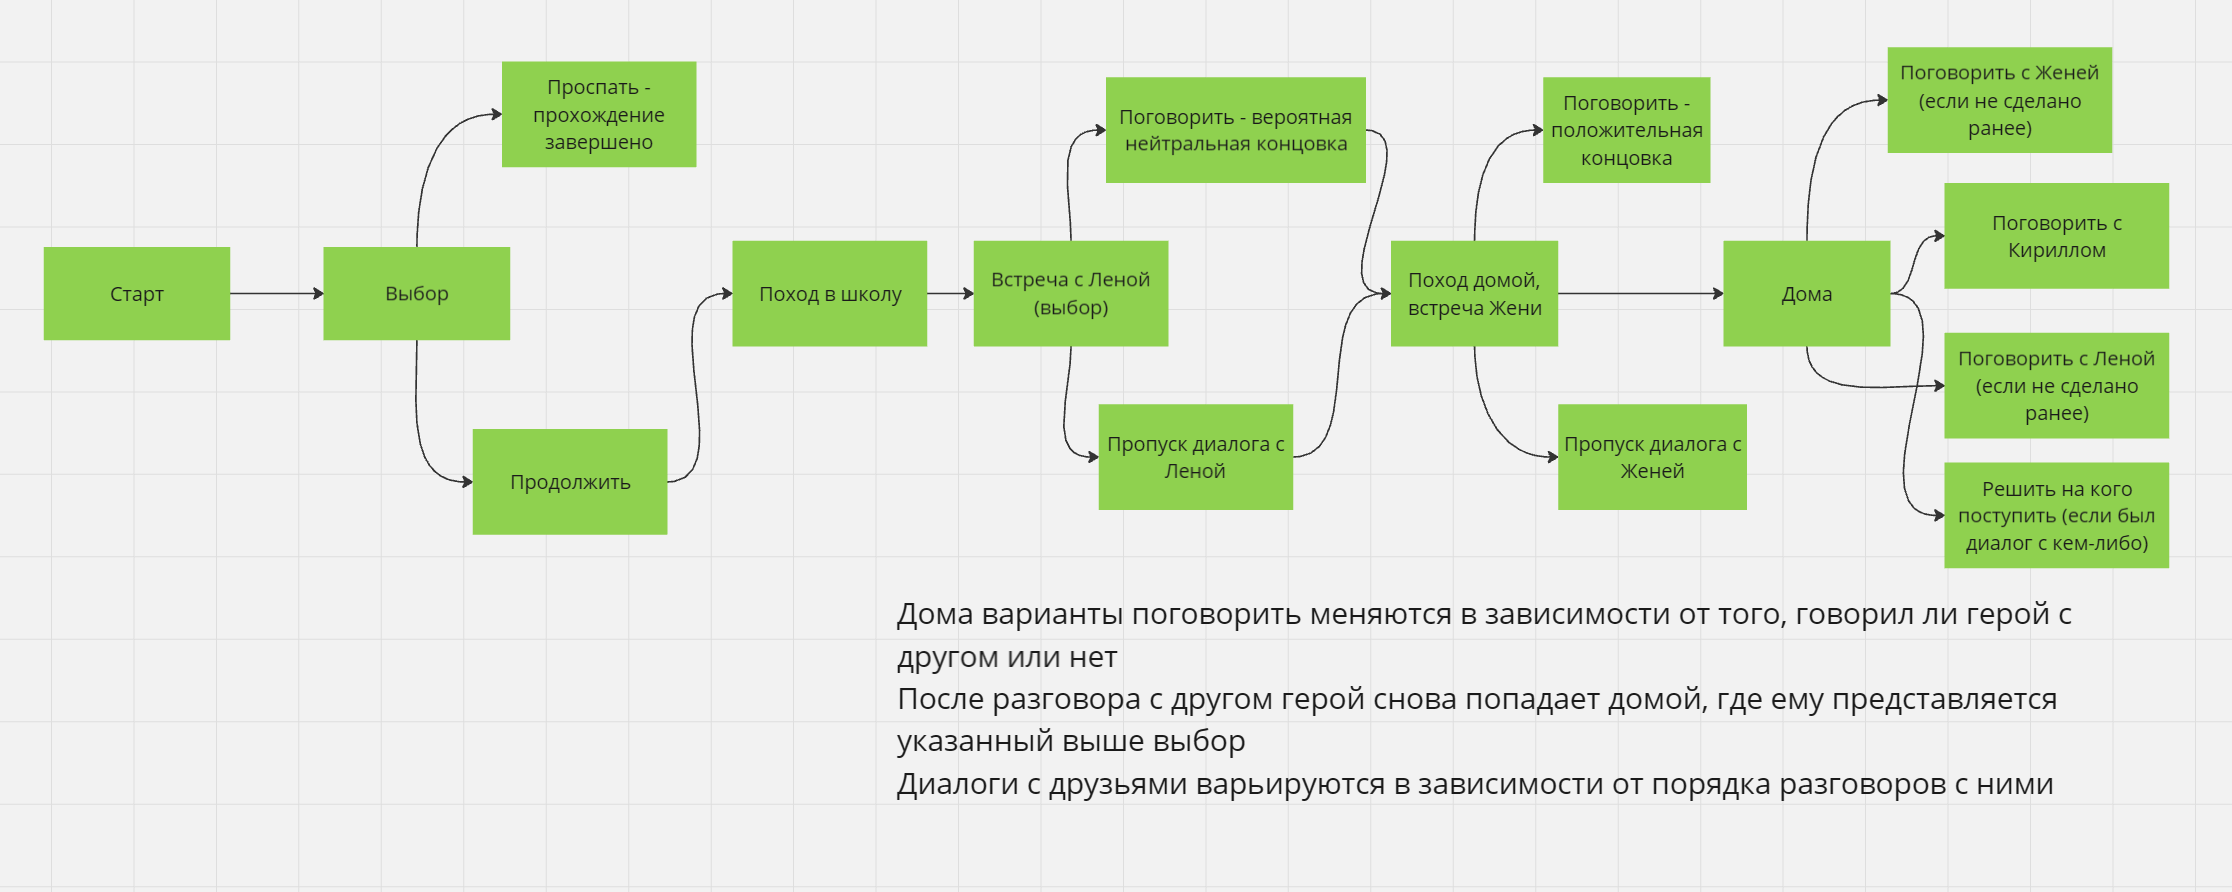 Старт
Выбор
Проспать -
прохождение
завершено
Продолжить
Поход в школу
Встреча с Леной
(выбор)
Поговорить - вероятная
нейтральная концовка
Пропуск диалога с
Леной
Поход домой,
встреча Жени
Поговорить -
положительная
концовка
Пропуск диалога с
Женей
Дома
Поговорить с Женей
(если не сделано
ранее)
Поговорить с
Кириллом
Поговорить с Леной
(если не сделано
ранее)
Решить на кого
поступить (если был
диалог с кем-либо)
Дома варианты поговорить меняются в зависимости от того, говорил ли герой с
другом или нет
После разговора с другом герой снова попадает домой, где ему представляется
указанный выше выбор
Диалоги с друзьями варьируются в зависимости от порядка разговоров с ними